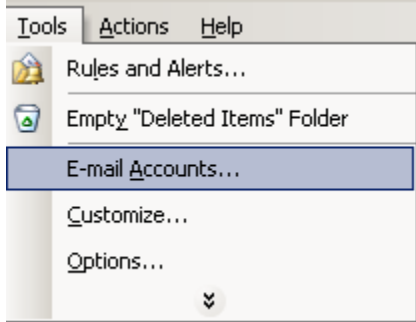 Tools Actions Help
Rules and Alerts...
Empty "Deleted Items" Folder
E-mail Accounts...
Customize...
Options...